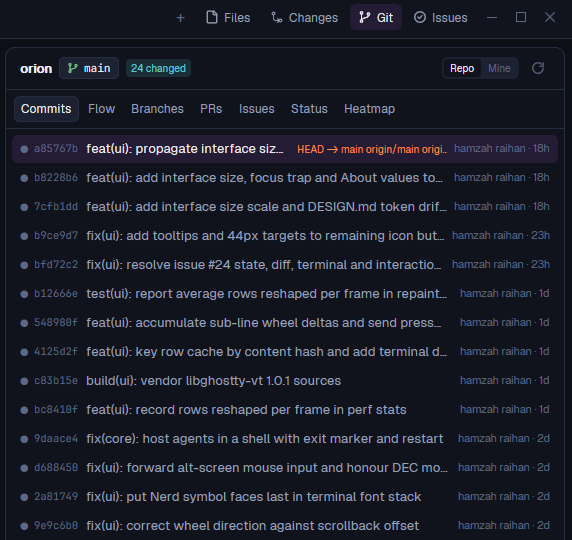 + Files Changes Git Issues
orion main 24 changed Repo Mine
Commits Flow Branches PRs Issues Status Heatmap
a85767b feat(ui): propagate interface siz... HEAD -> main origin/main origi... hamzah raihan · 18h
b8228b6 feat(ui): add interface size, focus trap and About values to... hamzah raihan · 18h
7cfb1dd feat(ui): add interface size scale and DESIGN.md token drif... hamzah raihan · 18h
b9ce9d7 fix(ui): add tooltips and 44px targets to remaining icon but... hamzah raihan · 23h
bfd72c2 fix(ui): resolve issue #24 state, diff, terminal and interactio... hamzah raihan · 23h
b12666e test(ui): report average rows reshaped per frame in repaint... hamzah raihan · 1d
548980f feat(ui): accumulate sub-line wheel deltas and send press... hamzah raihan · 1d
4125d2f feat(ui): key row cache by content hash and add terminal d... hamzah raihan · 1d
c83b15e build(ui): vendor libghostty-vt 1.0.1 sources hamzah raihan · 1d
bc8410f feat(ui): record rows reshaped per frame in perf stats hamzah raihan · 1d
9daace4 fix(core): host agents in a shell with exit marker and restart hamzah raihan · 2d
d688450 fix(ui): forward alt-screen mouse input and honour DEC mo... hamzah raihan · 2d
2a81749 fix(ui): put Nerd symbol faces last in terminal font stack hamzah raihan · 2d
9e9c6b0 fix(ui): correct wheel direction against scrollback offset hamzah raihan · 2d